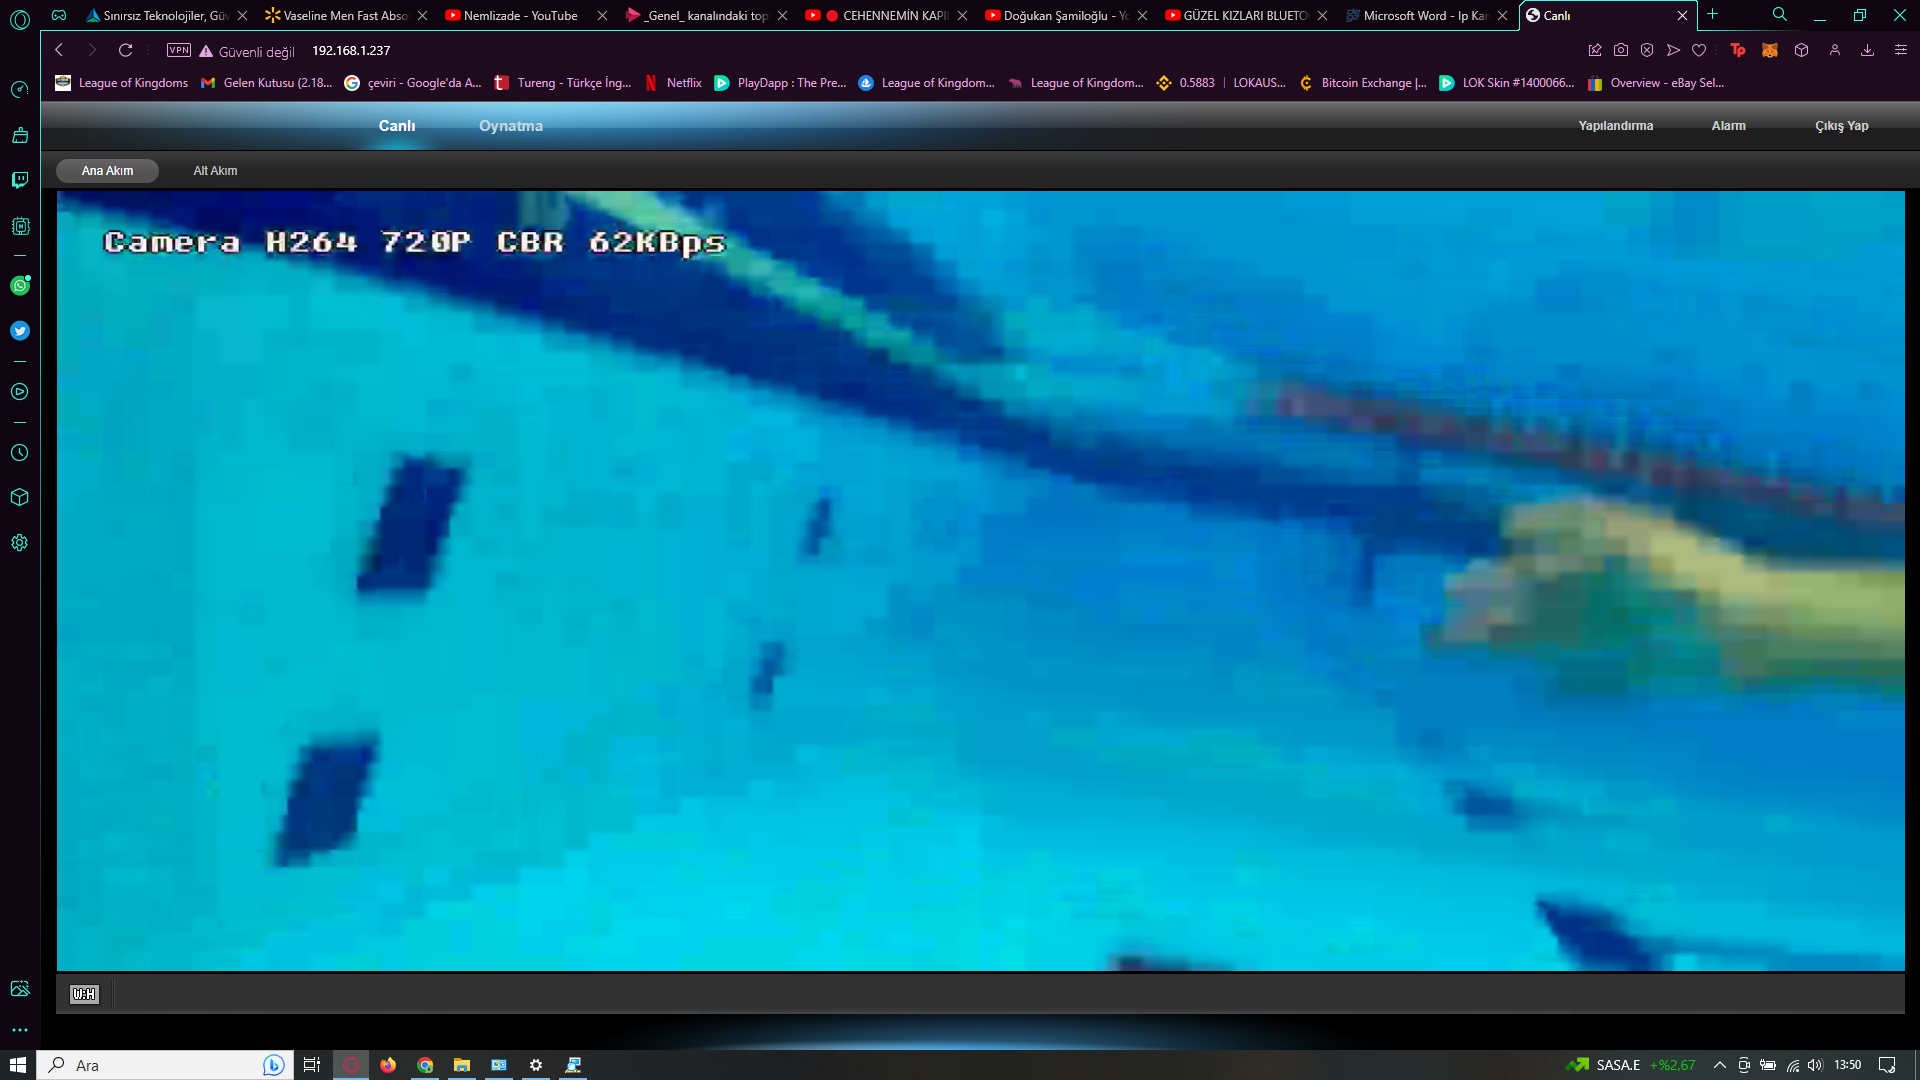 Sınırsız Teknolojiler, Güv
Vaseline Men Fast Abso
Nemlizade - YouTube
_Genel_ kanalındaki top
CEHENNEMİN KAPI
Doğukan Şamiloğlu - Yo
GÜZEL KIZLARI BLUETO
Microsoft Word - Ip Kam
Canlı
VPN
Güvenli değil
192.168.1.237
League of Kingdoms
Gelen Kutusu (2.18...
çeviri - Google'da A...
Tureng - Türkçe İng...
Netflix
PlayDapp : The Pre...
League of Kingdom...
League of Kingdom...
0.5883 | LOKAUS...
Bitcoin Exchange |...
LOK Skin #1400066...
Overview - eBay Sel...
Canlı
Oynatma
Yapılandırma
Alarm
Çıkış Yap
Ana Akım
Alt Akım
Camera H264 720P CBR 62KBps
W:H
Ara
SASA.E +%2,67
13:50